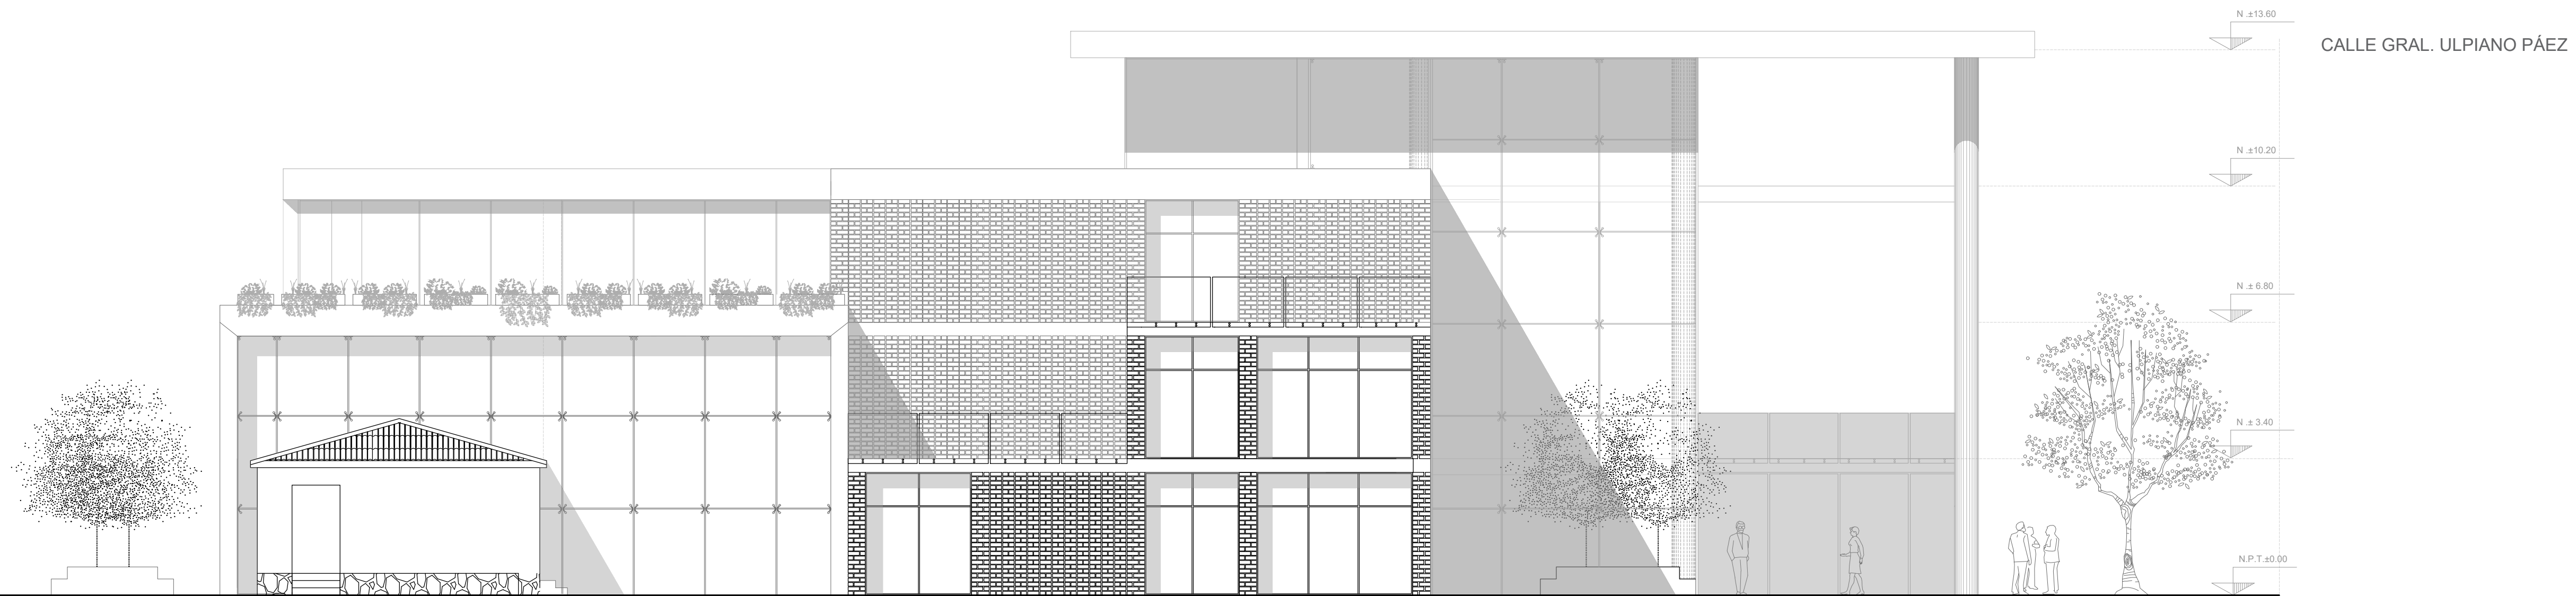 N .±13.60
CALLE GRAL. ULPIANO PÁEZ
N .±10.20
N .± 6.80
N .± 3.40
N.P.T.±0.00